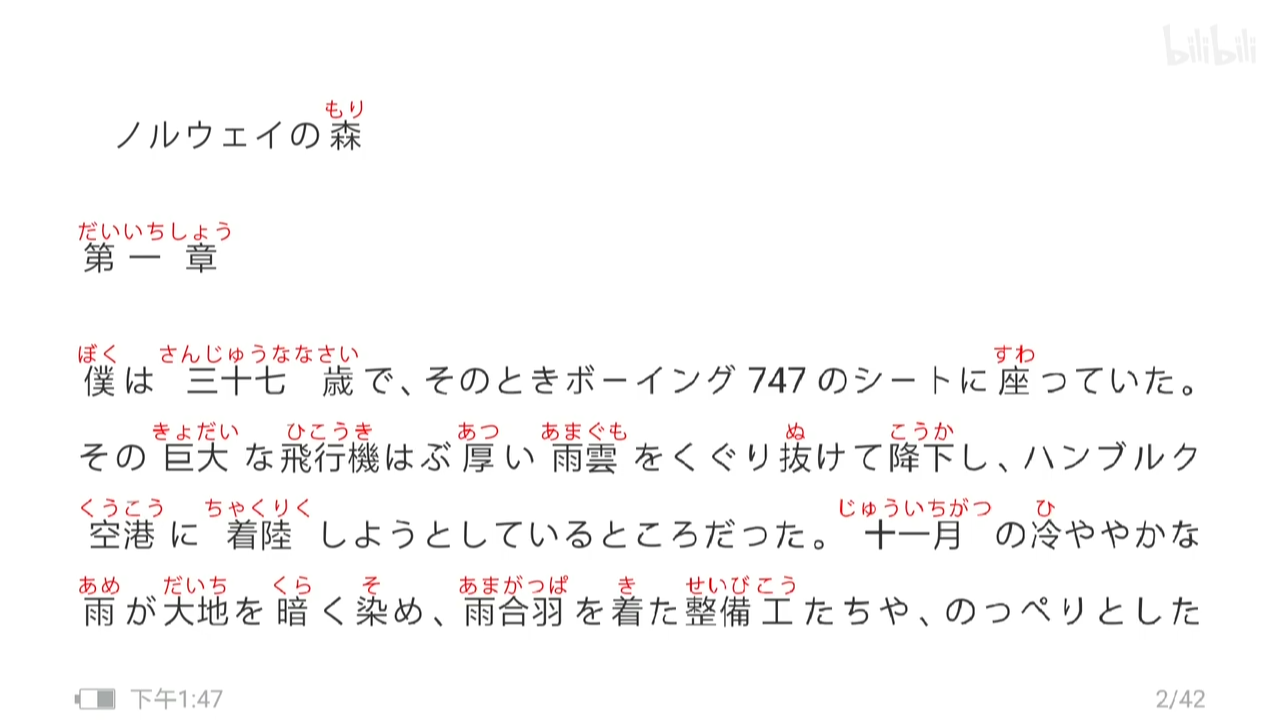 bilibili
もり
ノルウェイの森
だいいちしょう
第一章
ぼく さんじゅうななさい すわ
僕は三十七歳で、そのときボーイング747のシートに座っていた。
きょだい ひこうき あつ あまぐも ぬ こうか
その巨大な飛行機はぶ厚い雨雲をくぐり抜けて降下し、ハンブルク
くうこう ちゃくりく じゅういちがつ ひ
空港に着陸しようとしているところだった。十一月の冷ややかな
あめ だいち くら そ あまがっぱ き せいびこう
雨が大地を暗く染め、雨合羽を着た整備工たちや、のっぺりとした
下午1:47 2/42